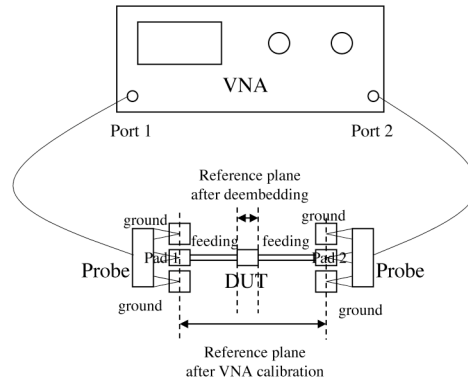 VNA
Port 1
Port 2
Reference plane
after deembedding
ground
ground
feeding
feeding
Pad 1
Pad 2
Probe
DUT
Probe
ground
ground
Reference plane
after VNA calibration